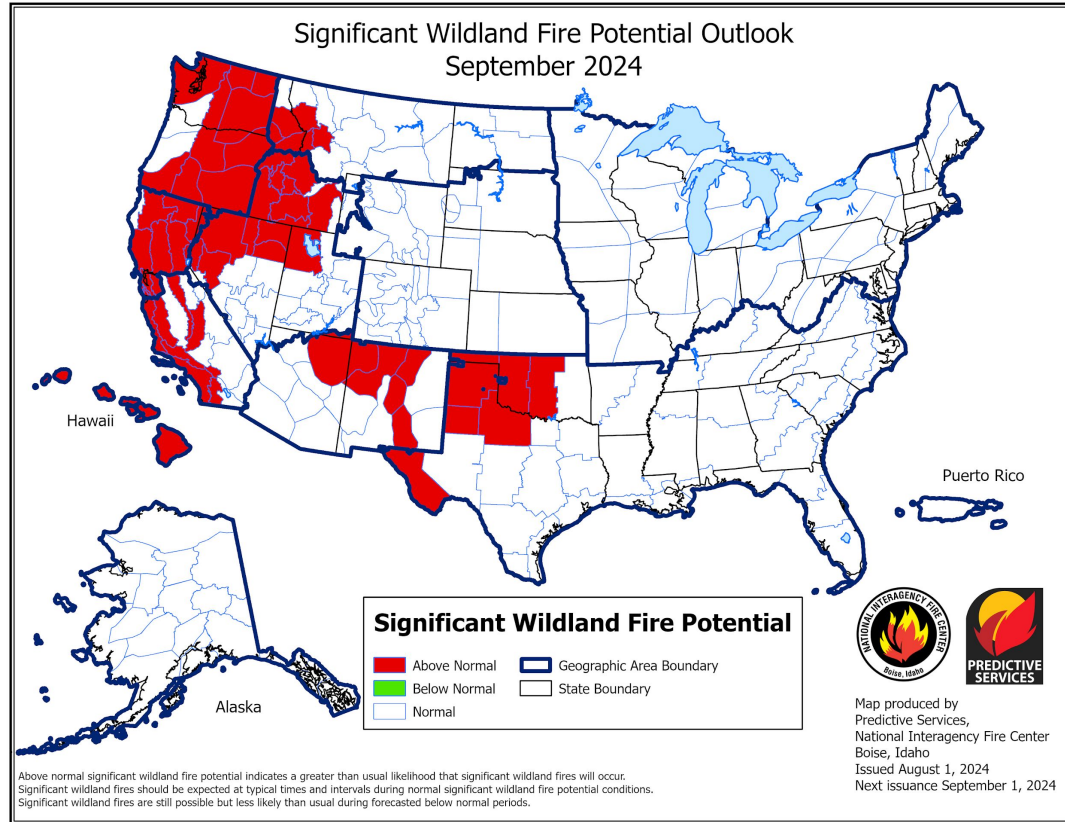 Significant Wildland Fire Potential Outlook
September 2024
Hawaii
Puerto Rico
Alaska
Significant Wildland Fire Potential
Above Normal
Below Normal
Normal
Geographic Area Boundary
State Boundary
NATIONAL INTERAGENCY FIRE CENTER
Boise, Idaho
PREDICTIVE
SERVICES
Map produced by
Predictive Services,
National Interagency Fire Center
Boise, Idaho
Issued August 1, 2024
Next issuance September 1, 2024
Above normal significant wildland fire potential indicates a greater than usual likelihood that significant wildland fires will occur.
Significant wildland fires should be expected at typical times and intervals during normal significant wildland fire potential conditions.
Significant wildland fires are still possible but less likely than usual during forecasted below normal periods.